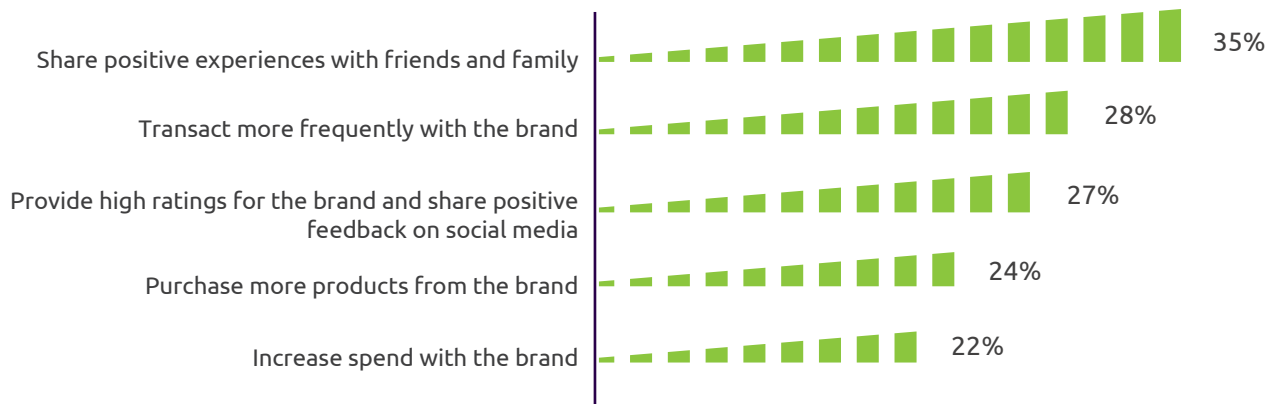 Share positive experiences with friends and family
35%
Transact more frequently with the brand
28%
Provide high ratings for the brand and share positive
feedback on social media
27%
Purchase more products from the brand
24%
Increase spend with the brand
22%